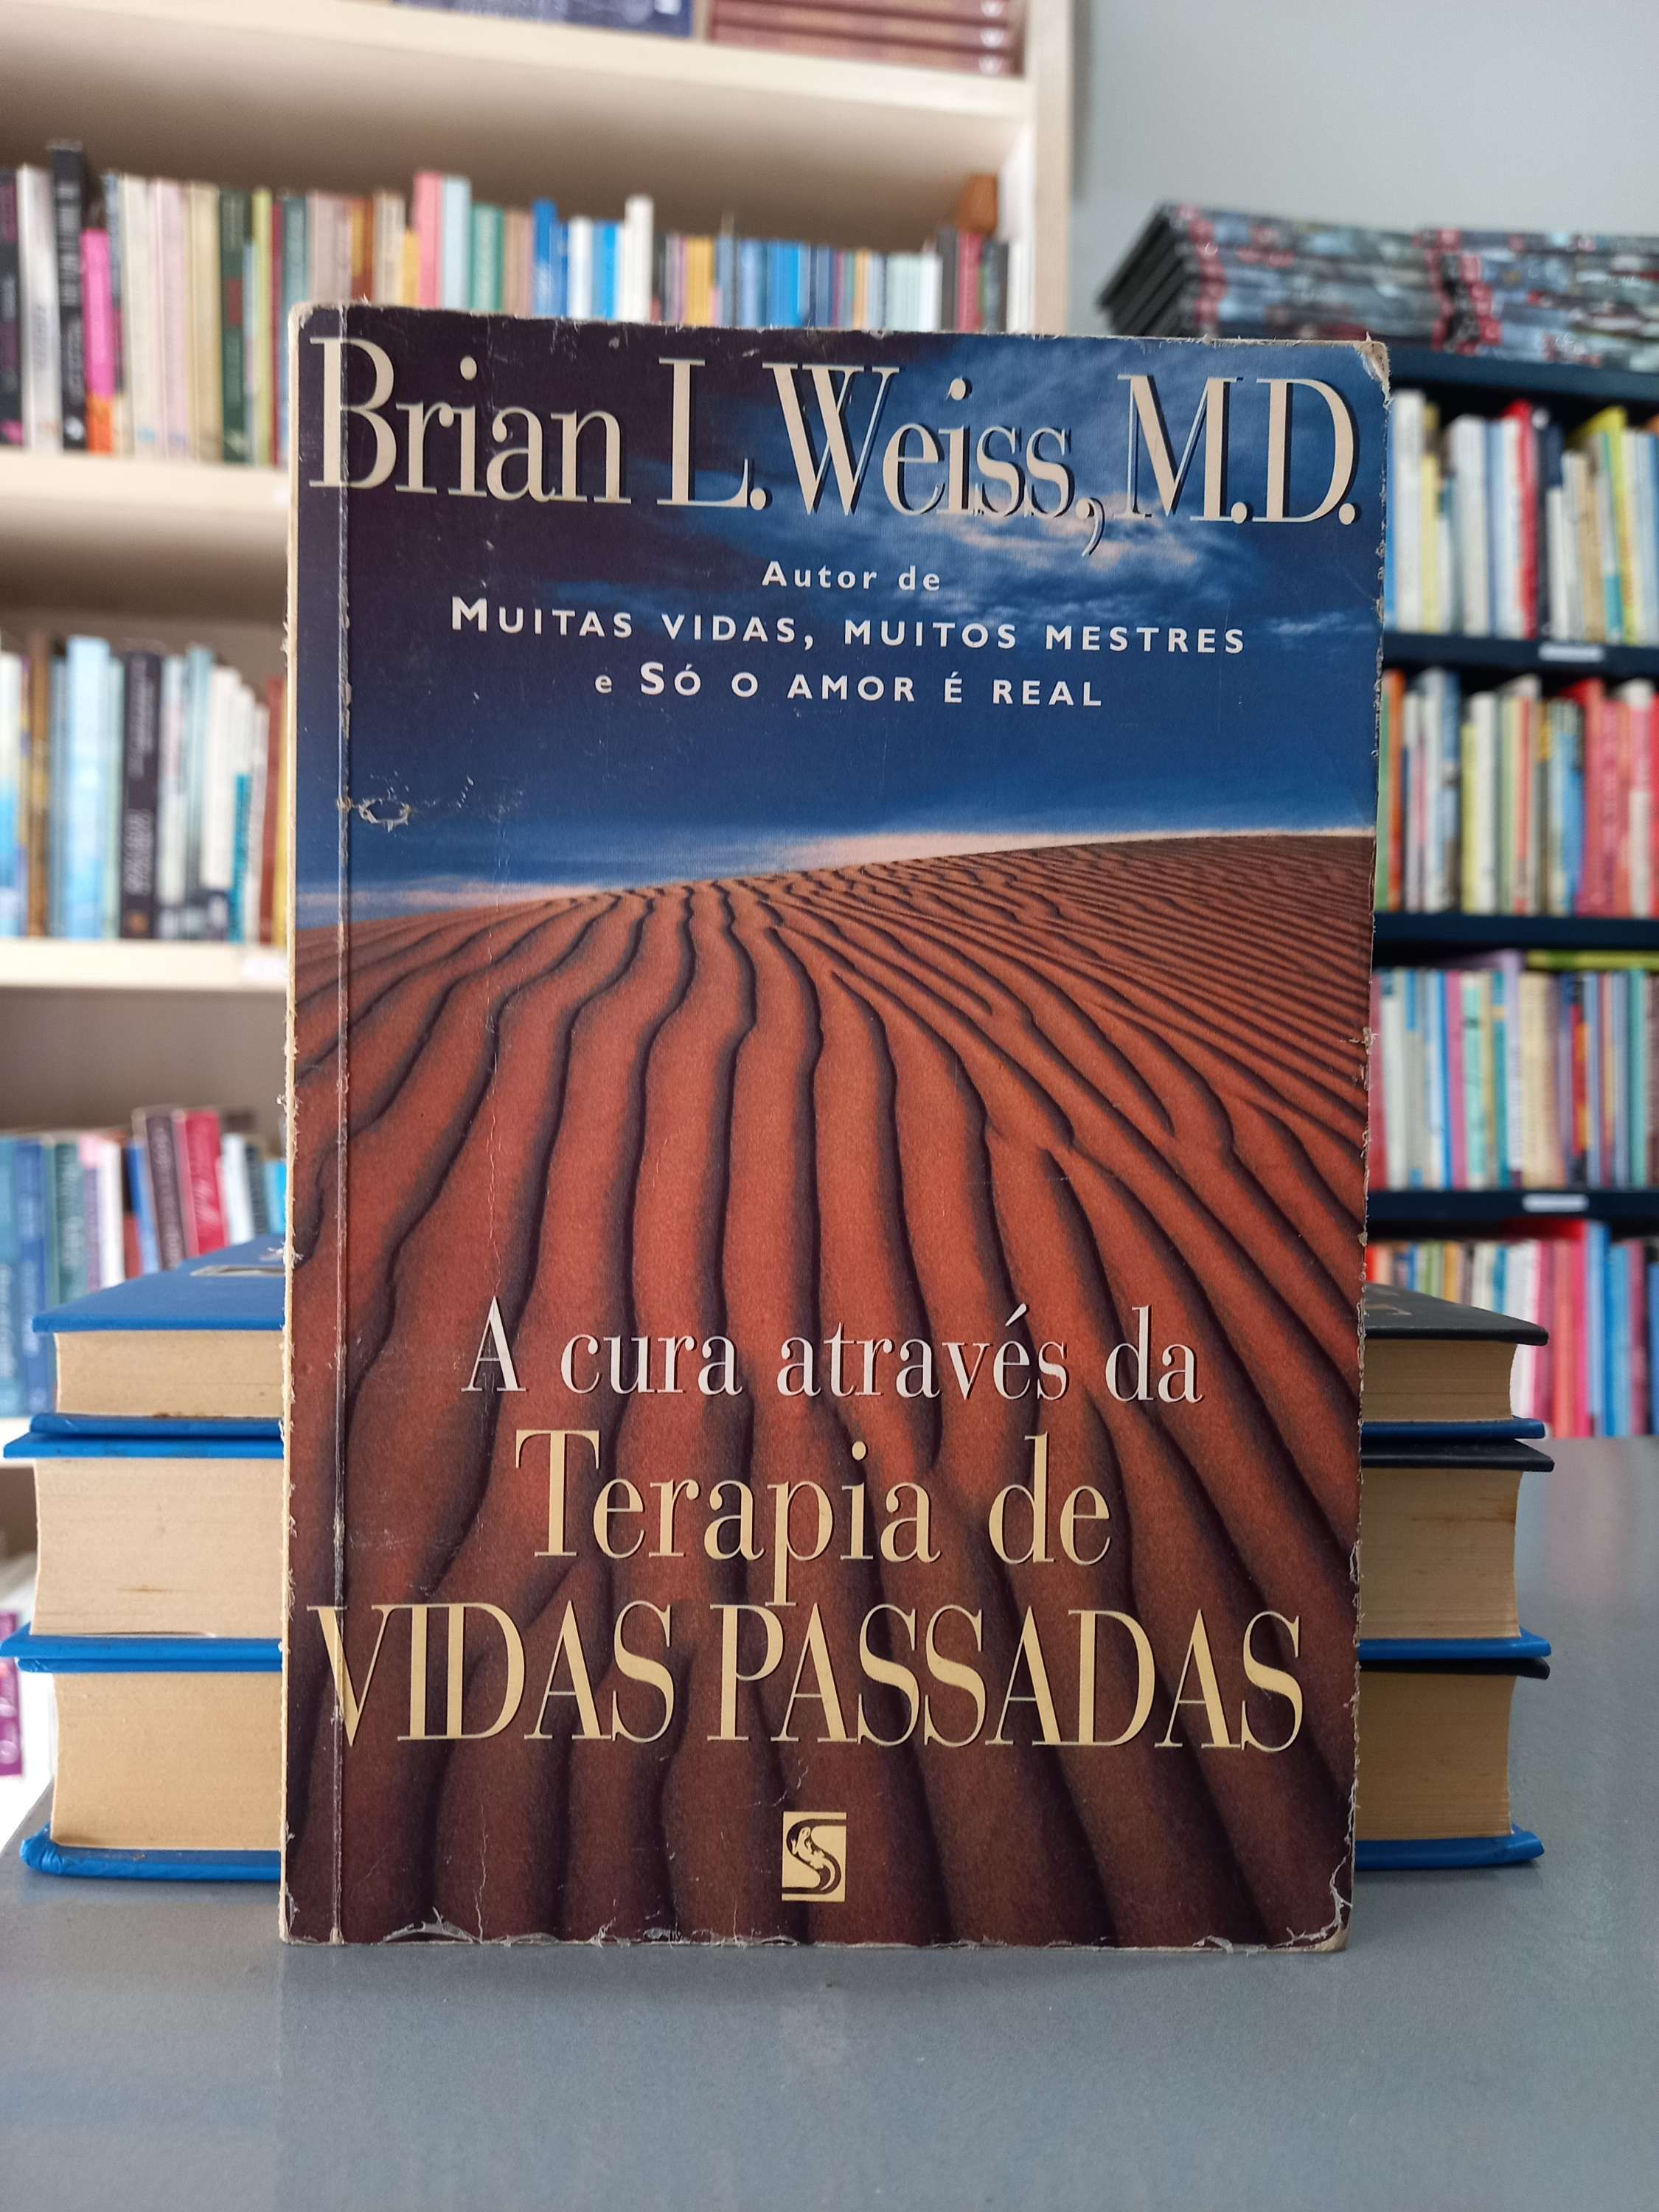 Brian L. Weiss, M.D.
Autor de
MUITAS VIDAS, MUITOS MESTRES
e SÓ O AMOR É REAL
A cura através da
Terapia de
VIDAS PASSADAS
S